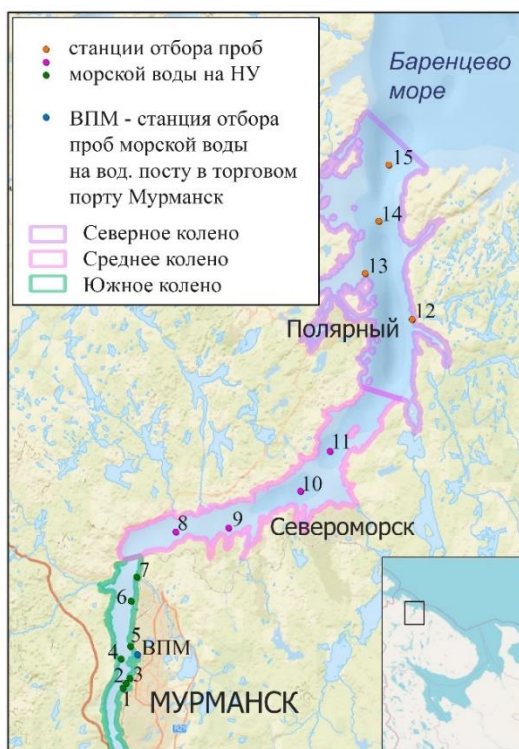 станции отбора проб
морской воды на НУ
ВПМ - станция отбора
проб морской воды
на вод. посту в торговом
порту Мурманск
Северное колено
Среднее колено
Южное колено
Баренцево
море
15
14
13
12
Полярный
11
10
9
8
Североморск
7
6
5
ВПМ
4
3
2
1
МУРМАНСК